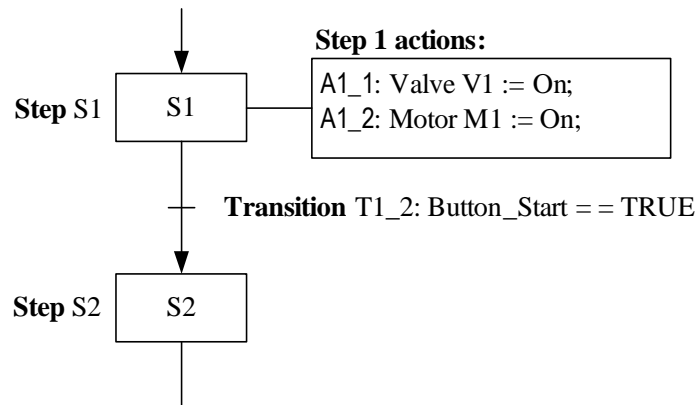 Step 1 actions:
A1_1: Valve V1 := On;
Step S1
S1
A1_2: Motor M1 := On;
Transition T1_2: Button_Start = = TRUE
Step S2
S2